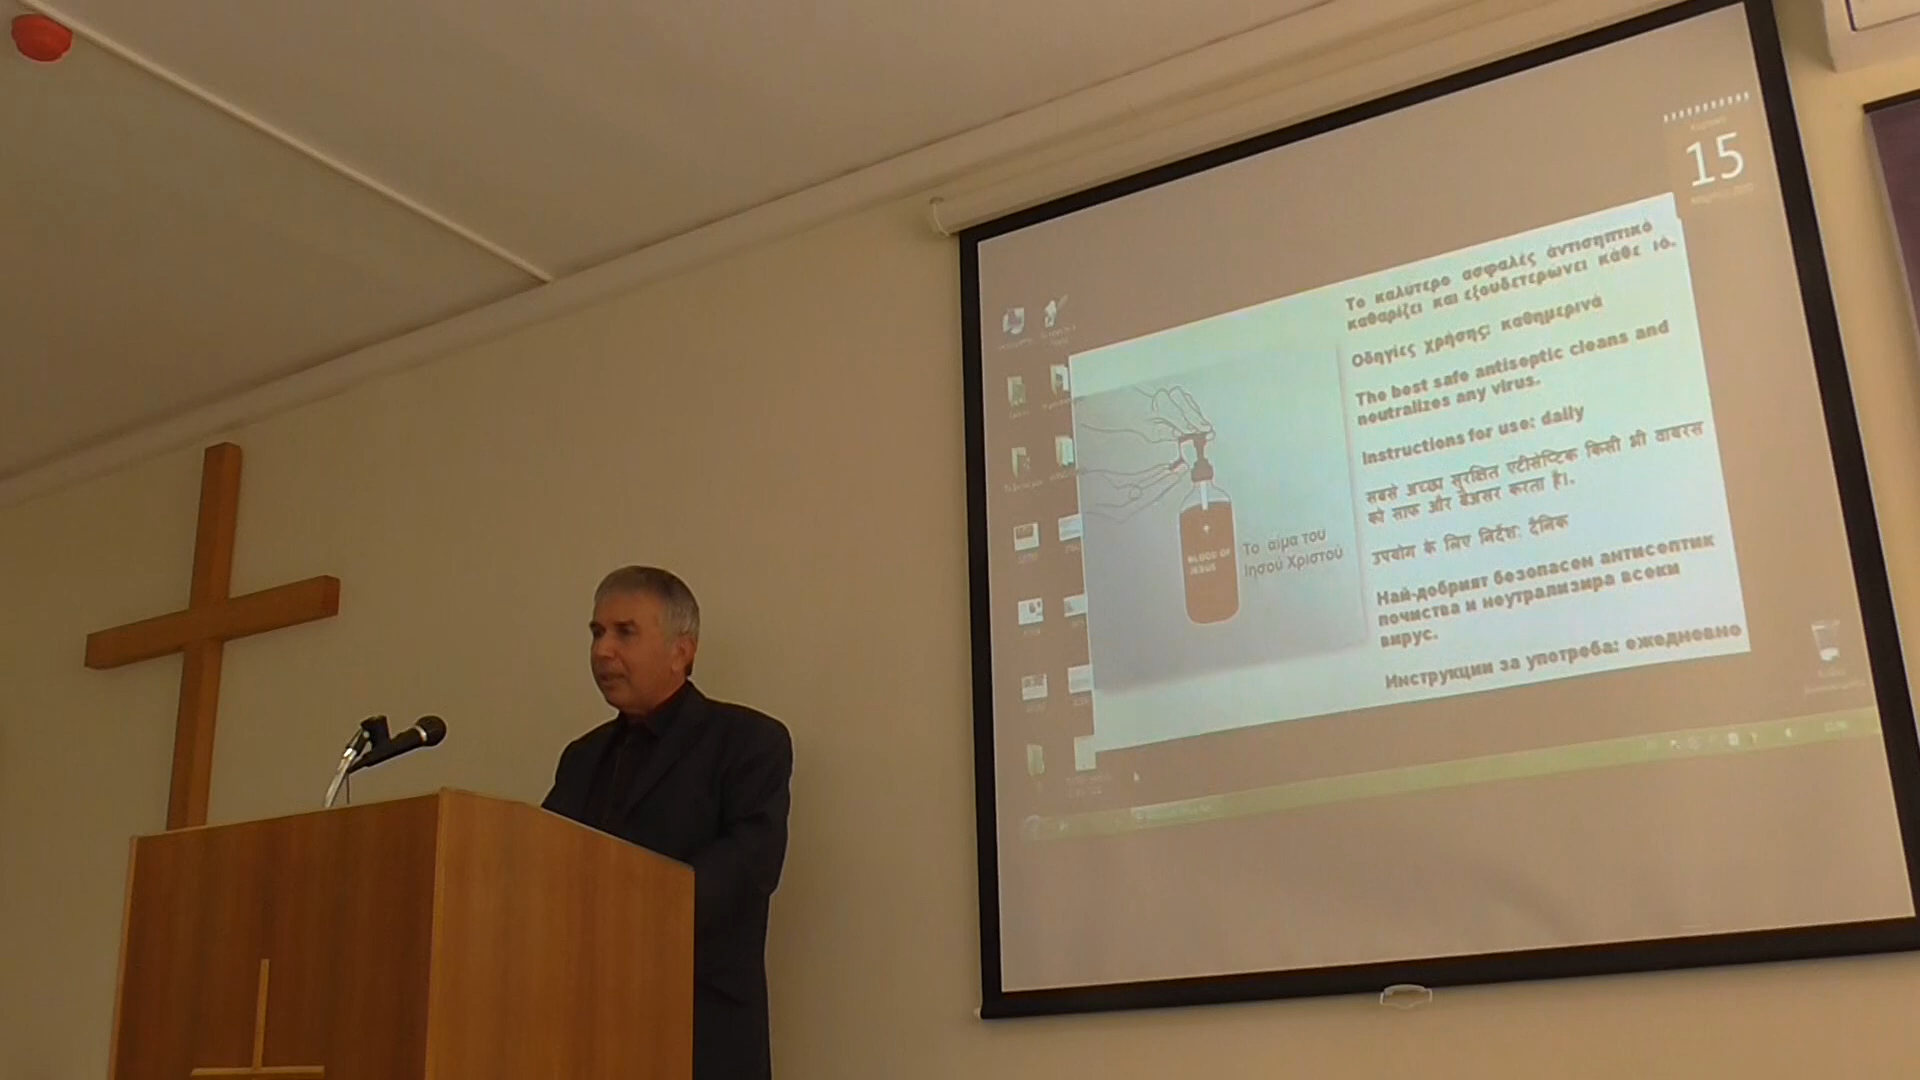 15
Το καλύτερο ασφαλές άντισηπτικό
καθαρίζει και εξουδετερώνει κάθε ιό.
Οδηγίες χρήσης: καθημερινά
The best safe antiseptic cleans and
neutralizes any virus.
Instructions for use: daily
सबसे अच्छा सुरक्षित एंटीसेप्टिक किसी भी वायरस
को साफ और बेअसर करता है।.
उपयोग के लिए निर्देश: दैनिक
Най-добрият безопасен антисептик
почиства и неутрализира всеки
вирус.
Инструкции за употреба: ежедневно
BLOOD OF
JESUS
Το αίμα του
Ιησού Χριστού